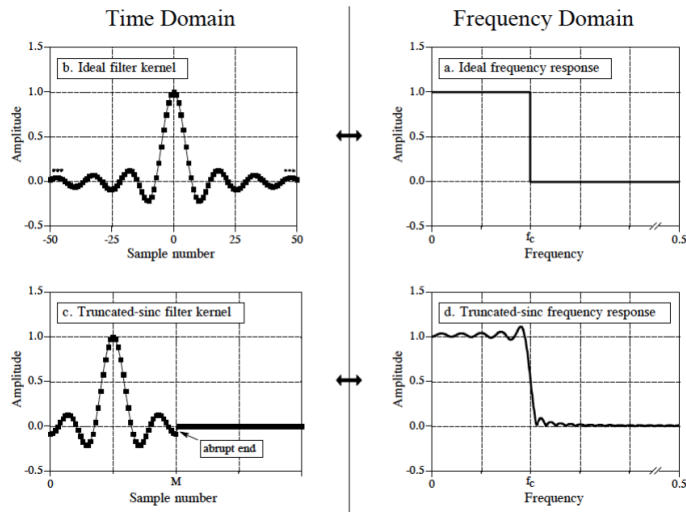 Time Domain
Frequency Domain
b. Ideal filter kernel
Amplitude
1.5
1.0
0.5
0.0
-0.5
-50 -25 0 25 50
Sample number
a. Ideal frequency response
Amplitude
1.5
1.0
0.5
0.0
-0.5
0 fc 0.5
Frequency
c. Truncated-sinc filter kernel
Amplitude
1.5
1.0
0.5
0.0
-0.5
abrupt end
0 M
Sample number
d. Truncated-sinc frequency response
Amplitude
1.5
1.0
0.5
0.0
-0.5
0 fc 0.5
Frequency